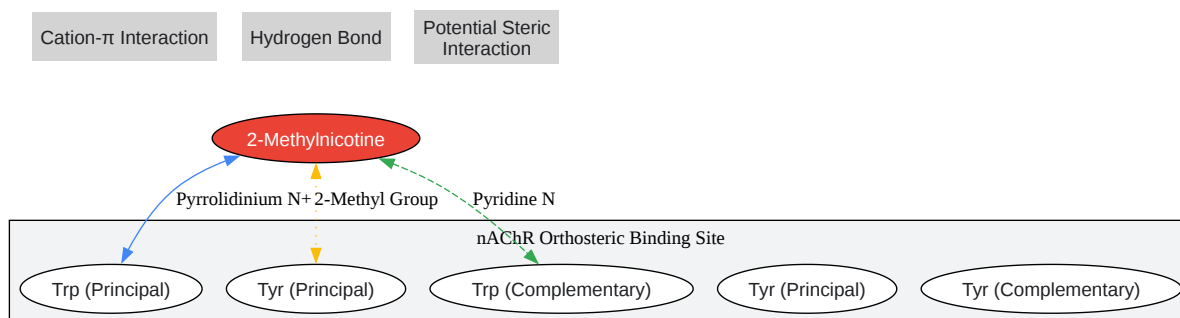 Cation-π Interaction
Hydrogen Bond
Potential Steric
Interaction
2-Methylnicotine
Pyrrolidinium N+
2-Methyl Group
Pyridine N
nAChR Orthosteric Binding Site
Trp (Principal)
Tyr (Principal)
Trp (Complementary)
Tyr (Principal)
Tyr (Complementary)